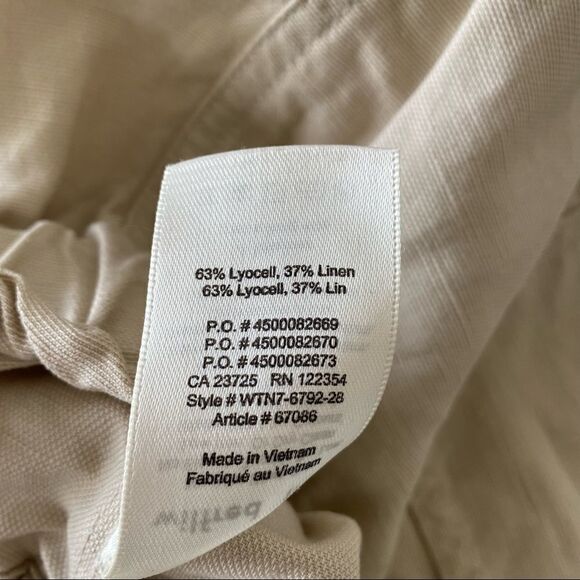 63% Lyocell, 37% Linen
63% Lyocell, 37% Lin
P.O. # 4500082669
P.O. # 4500082670
P.O. # 4500082673
CA 23725 RN 122354
Style # WTN7-6792-28
Article # 67086
Made in Vietnam
Fabriqué au Vietnam
wilfred